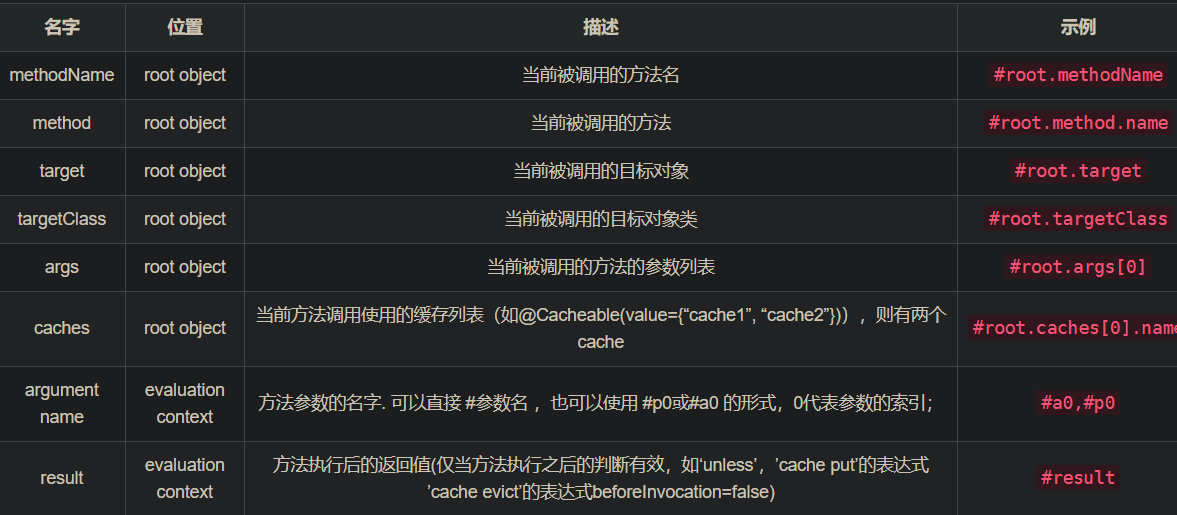 名字 位置 描述 示例
methodName root object 当前被调用的方法名 #root.methodName
method root object 当前被调用的方法 #root.method.name
target root object 当前被调用的目标对象 #root.target
targetClass root object 当前被调用的目标对象类 #root.targetClass
args root object 当前被调用的方法的参数列表 #root.args[0]
caches root object 当前方法调用使用的缓存列表（如@Cacheable(value={“cache1”, “cache2”})），则有两个
cache #root.caches[0].name
argument
name evaluation
context 方法参数的名字. 可以直接 #参数名 ，也可以使用 #p0或#a0 的形式，0代表参数的索引； #a0,#p0
result evaluation
context 方法执行后的返回值(仅当方法执行之后的判断有效，如‘unless’，’cache put’的表达式
’cache evict’的表达式beforeInvocation=false) #result